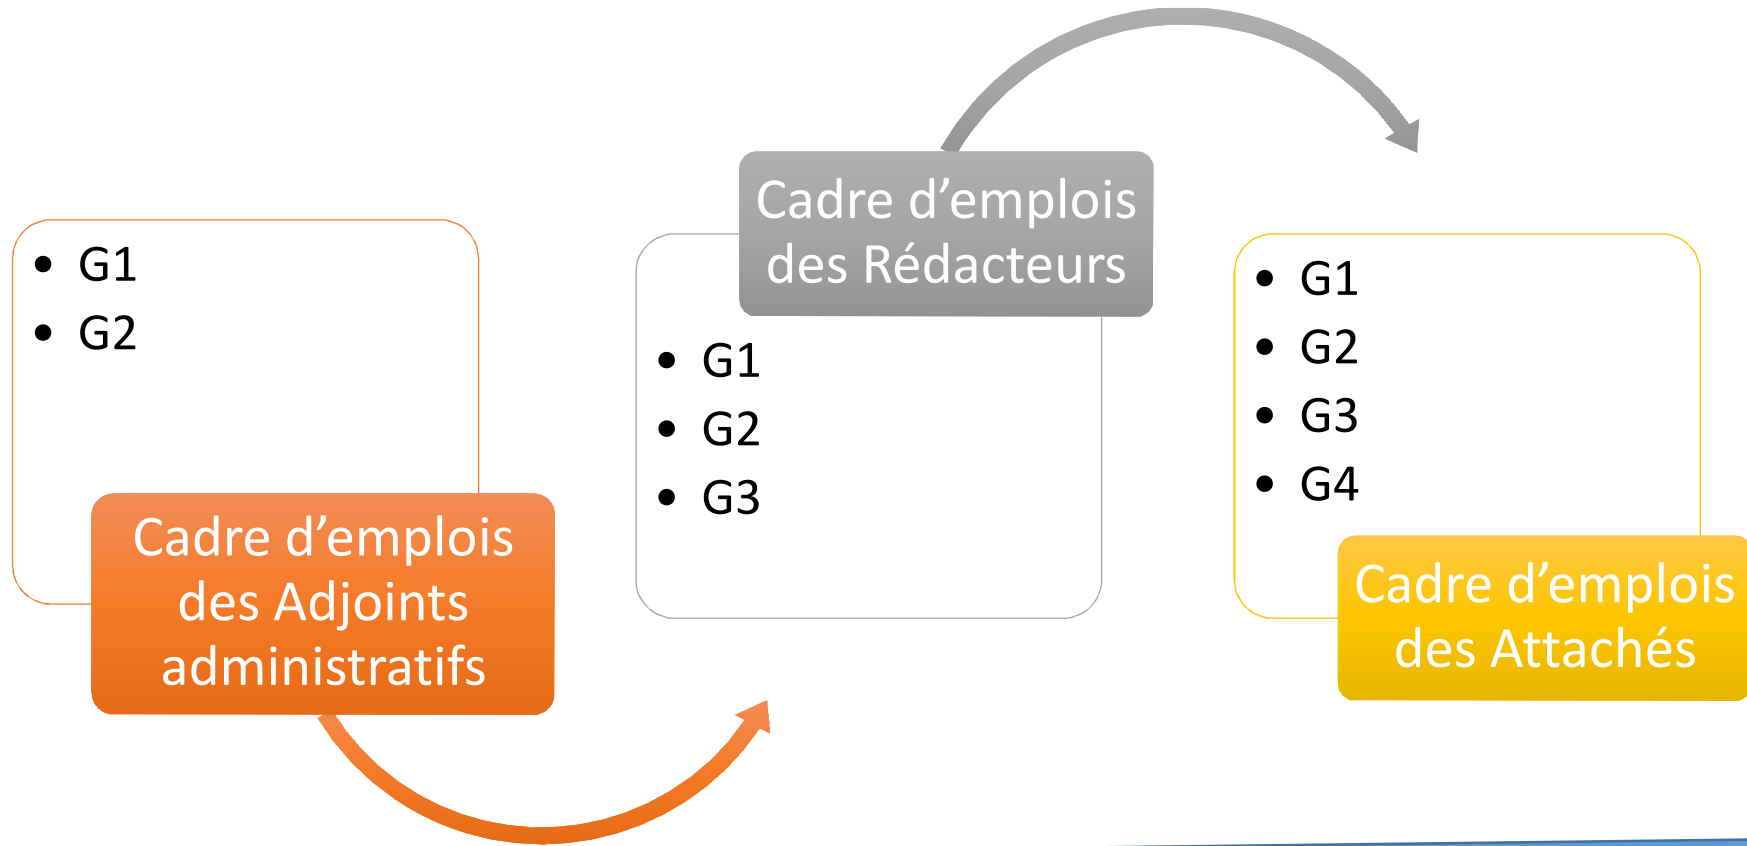 G1
G2
Cadre d’emplois
des Adjoints
administratifs
Cadre d’emplois
des Rédacteurs
G1
G2
G3
G1
G2
G3
G4
Cadre d’emplois
des Attachés